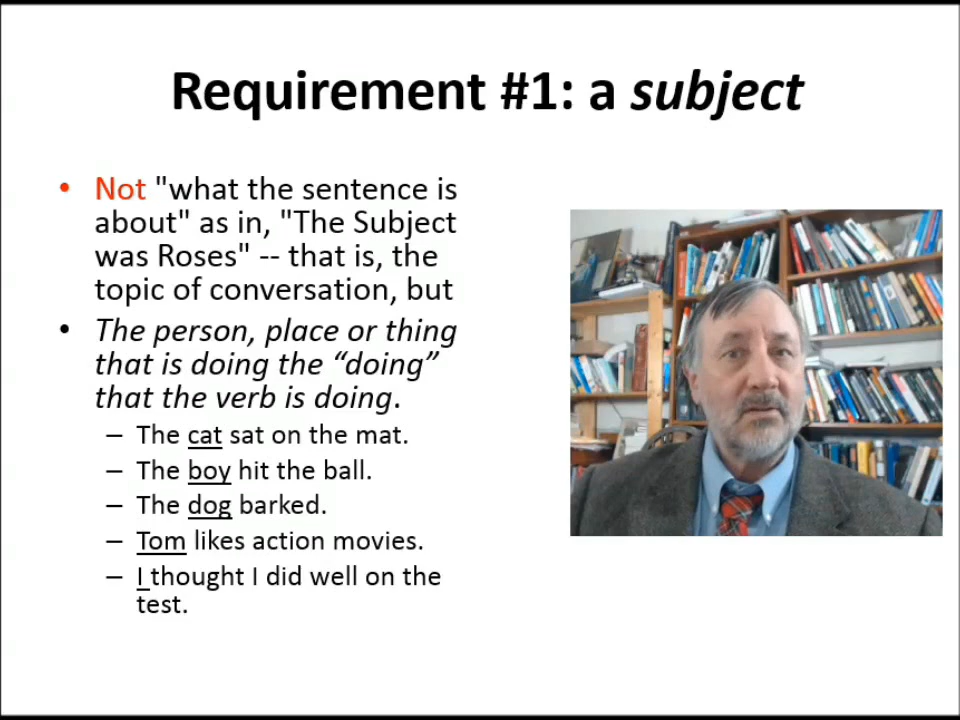 Requirement #1: a subject
• Not "what the sentence is
about" as in, "The Subject
was Roses" -- that is, the
topic of conversation, but
• The person, place or thing
that is doing the “doing”
that the verb is doing.
– The cat sat on the mat.
– The boy hit the ball.
– The dog barked.
– Tom likes action movies.
– I thought I did well on the
test.